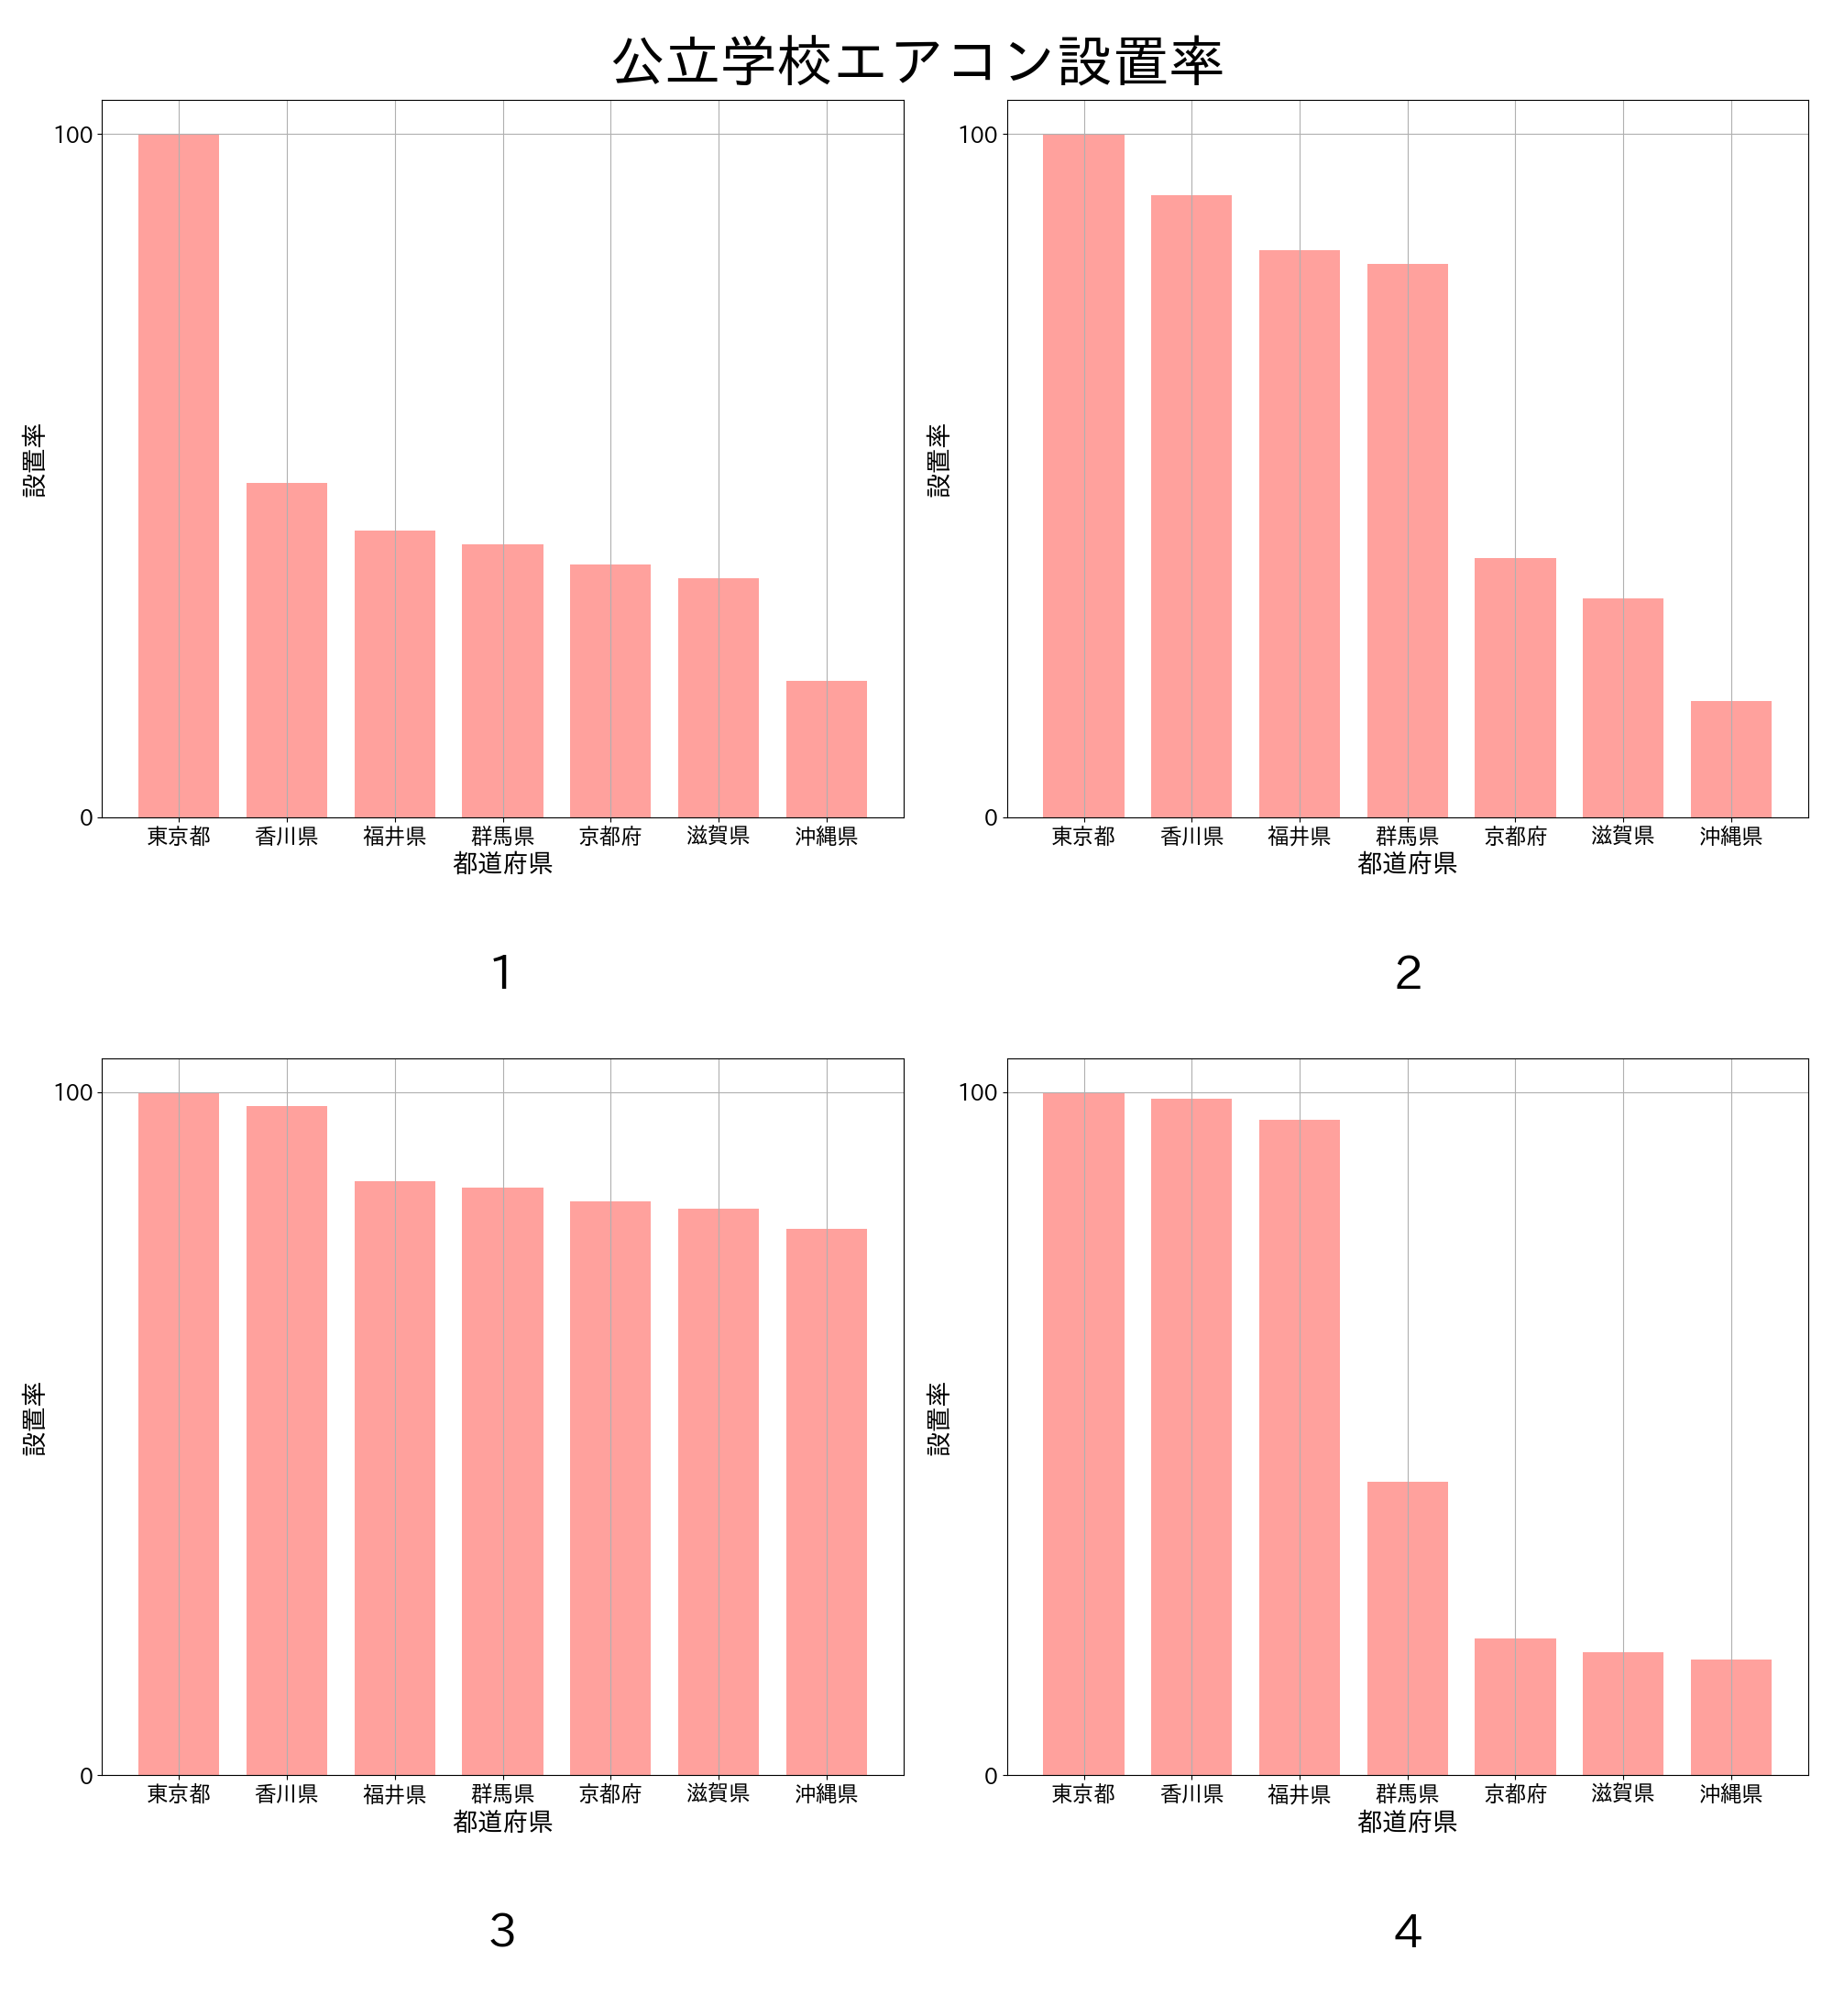 公立学校エアコン設置率
100
0
設置率
東京都 香川県 福井県 群馬県 京都府 滋賀県 沖縄県
都道府県
1
100
0
設置率
東京都 香川県 福井県 群馬県 京都府 滋賀県 沖縄県
都道府県
2
100
0
設置率
東京都 香川県 福井県 群馬県 京都府 滋賀県 沖縄県
都道府県
3
100
0
設置率
東京都 香川県 福井県 群馬県 京都府 滋賀県 沖縄県
都道府県
4